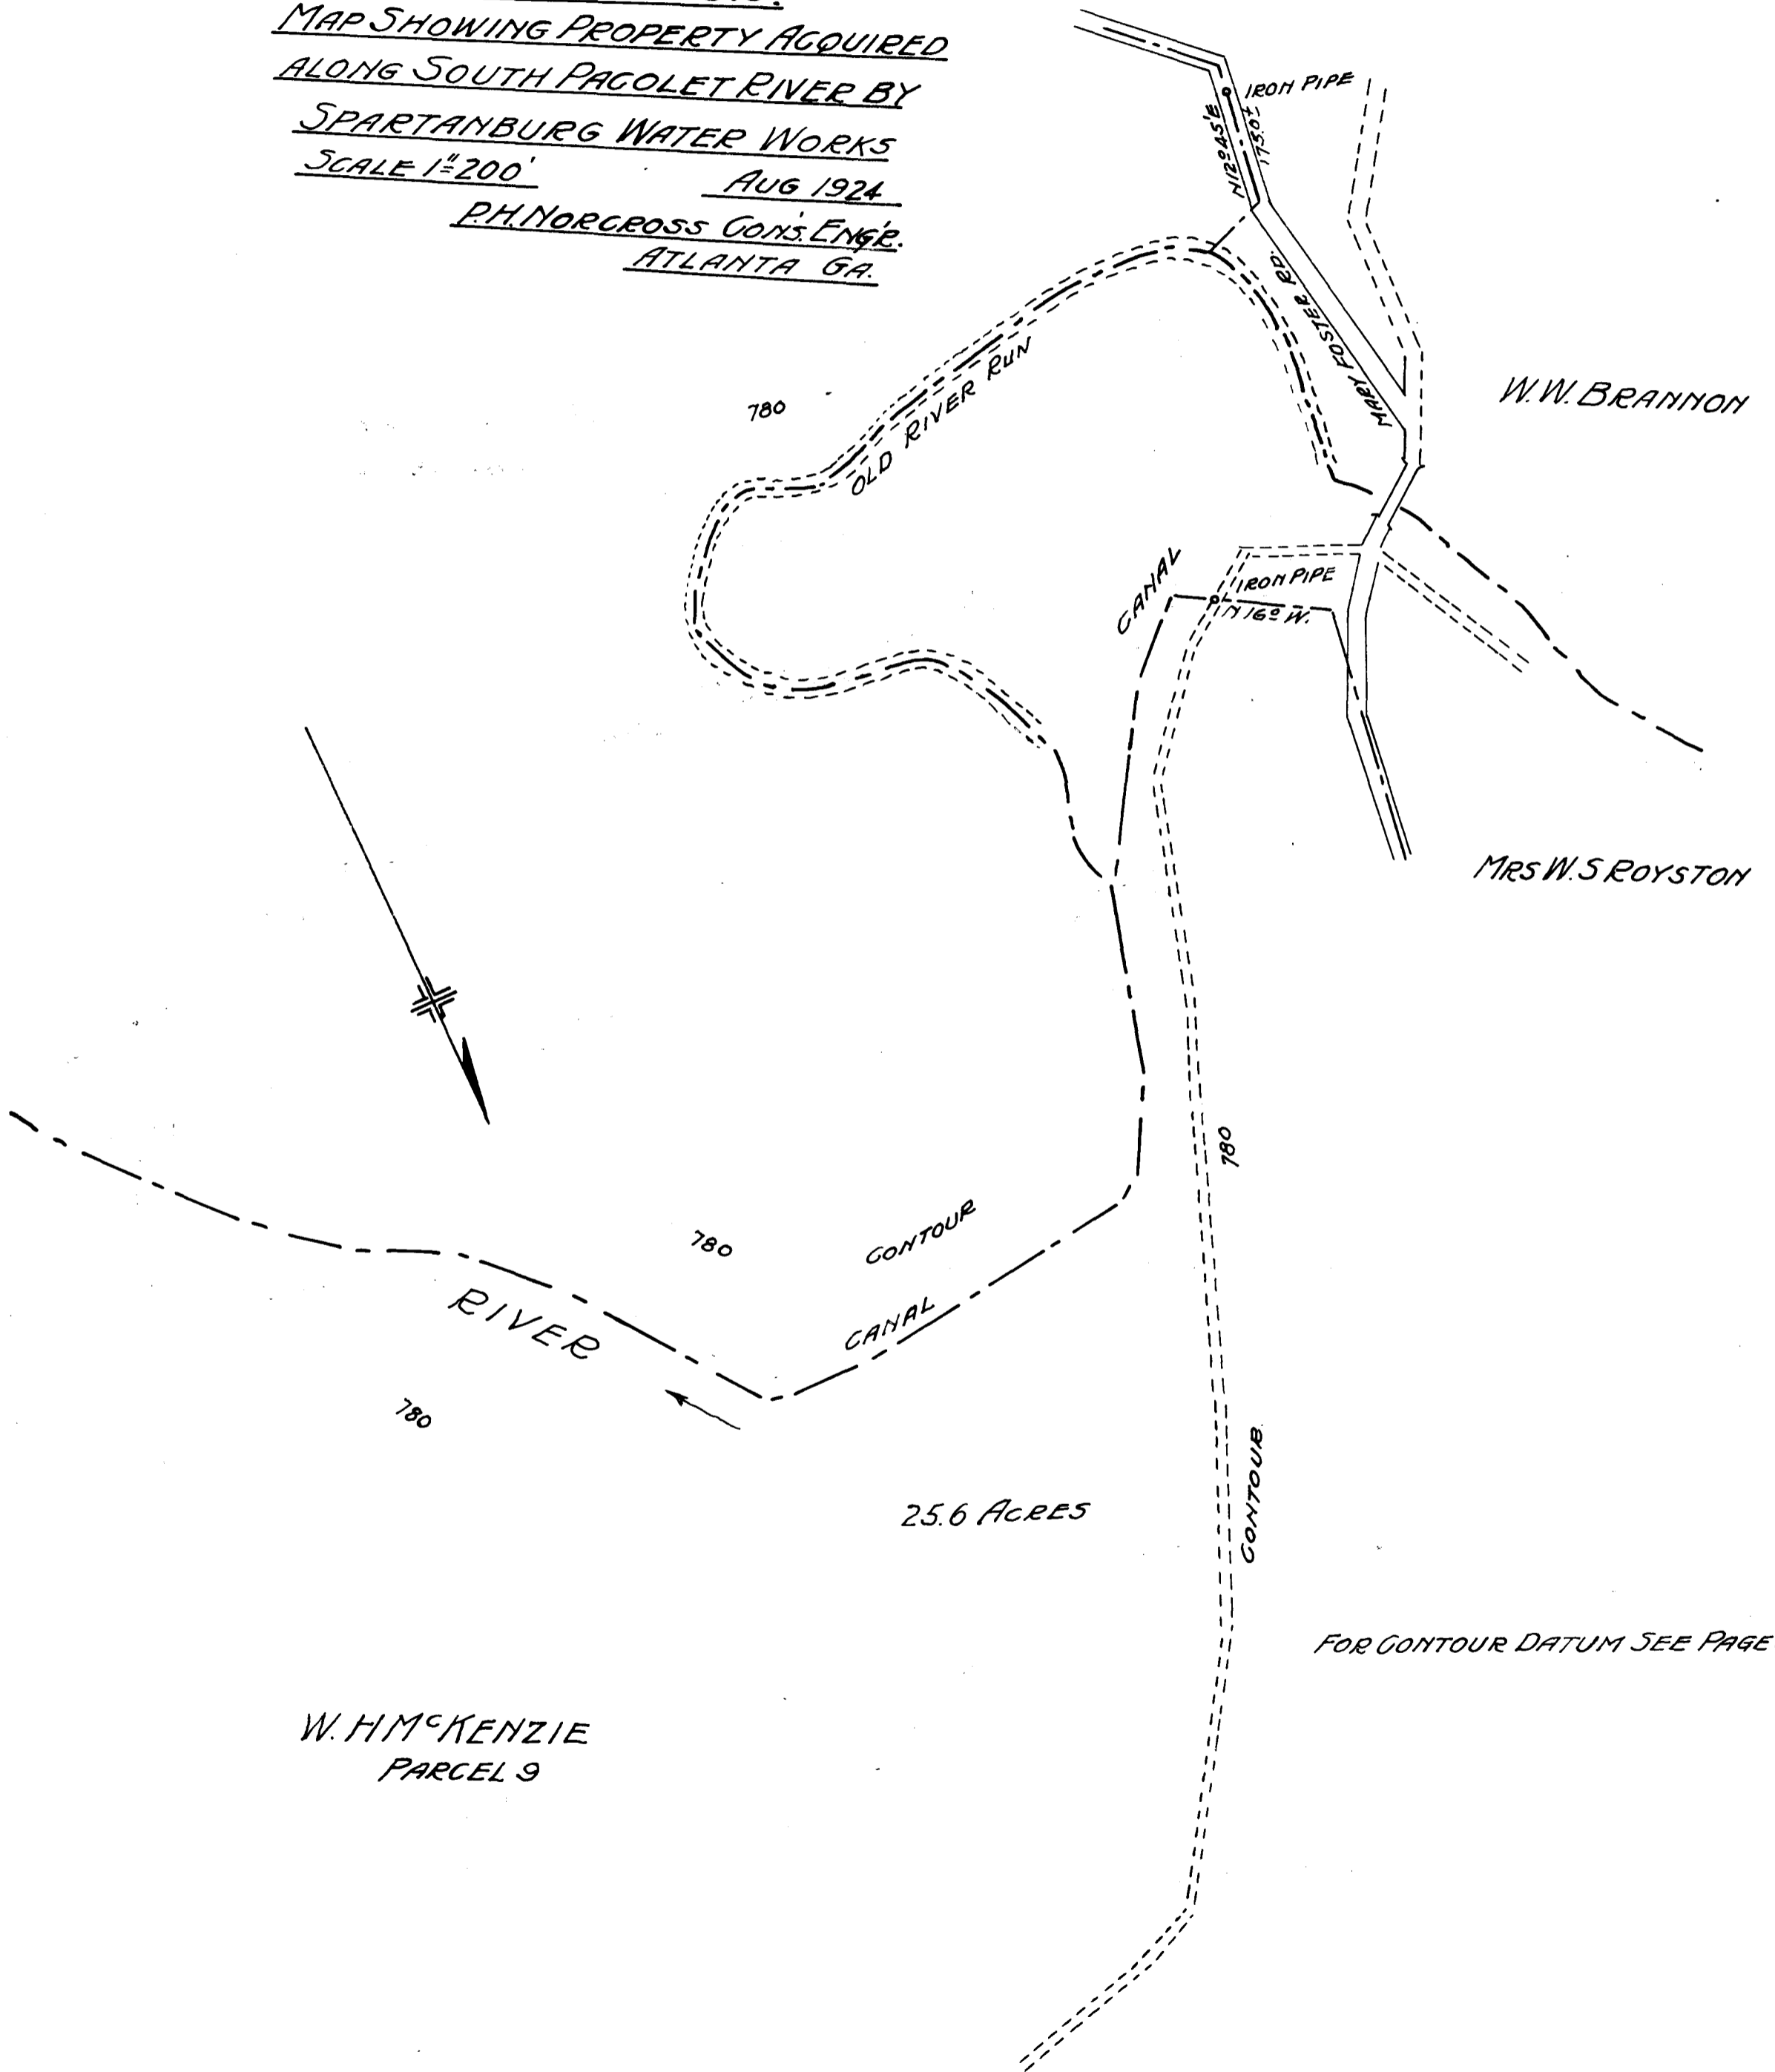 MAP SHOWING PROPERTY ACQUIRED
ALONG SOUTH PACOLET RIVER BY
SPARTANBURG WATER WORKS
SCALE 1"=200'
AUG 1924
P.H. NORCROSS CONS. ENG'R.
ATLANTA GA.
IRON PIPE
N12°45'E
175.0±
MARY FOSTER RD.
W.W. BRANNON
780
OLD RIVER RUN
CANAL
IRON PIPE
N 16° W.
MRS W.S ROYSTON
780
CONTOUR
780
RIVER
CANAL
780
25.6 ACRES
CONTOUR
FOR CONTOUR DATUM SEE PAGE
W. H McKENZIE
PARCEL 9